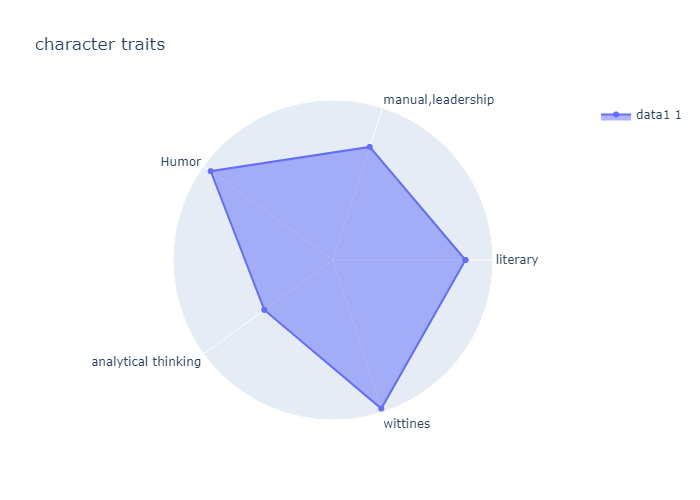 character traits
manual,leadership
data1 1
Humor
literary
analytical thinking
wittines